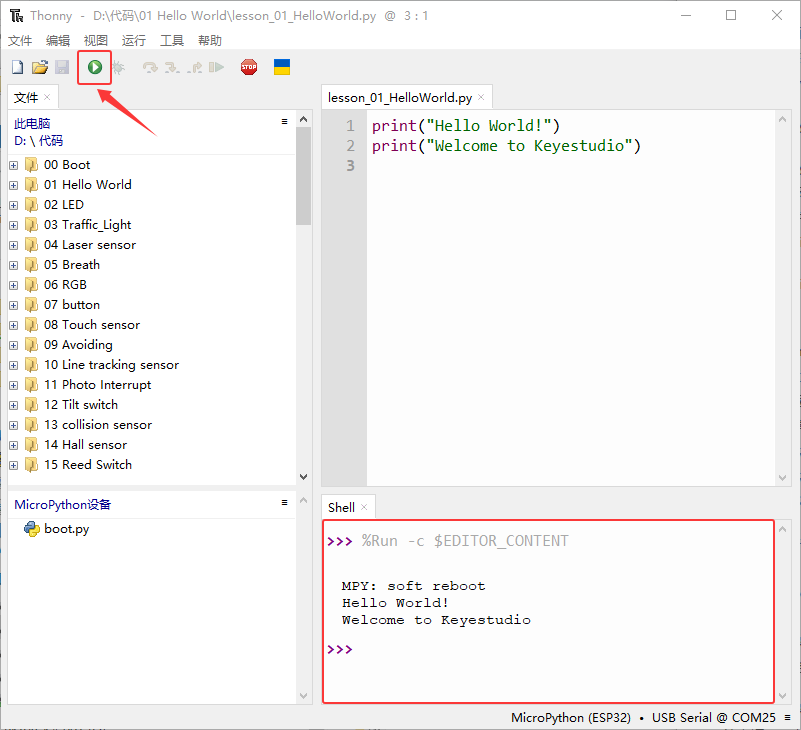 Thonny - D:\代码\01 Hello World\lesson_01_HelloWorld.py @ 3 : 1
文件 编辑 视图 运行 工具 帮助
STOP
文件
此电脑
D: \ 代码
00 Boot
01 Hello World
02 LED
03 Traffic_Light
04 Laser sensor
05 Breath
06 RGB
07 button
08 Touch sensor
09 Avoiding
10 Line tracking sensor
11 Photo Interrupt
12 Tilt switch
13 collision sensor
14 Hall sensor
15 Reed Switch
MicroPython设备
boot.py
lesson_01_HelloWorld.py
1 print("Hello World!")
2 print("Welcome to Keyestudio")
3
Shell
>>> %Run -c $EDITOR_CONTENT
MPY: soft reboot
Hello World!
Welcome to Keyestudio
>>>
MicroPython (ESP32) • USB Serial @ COM25